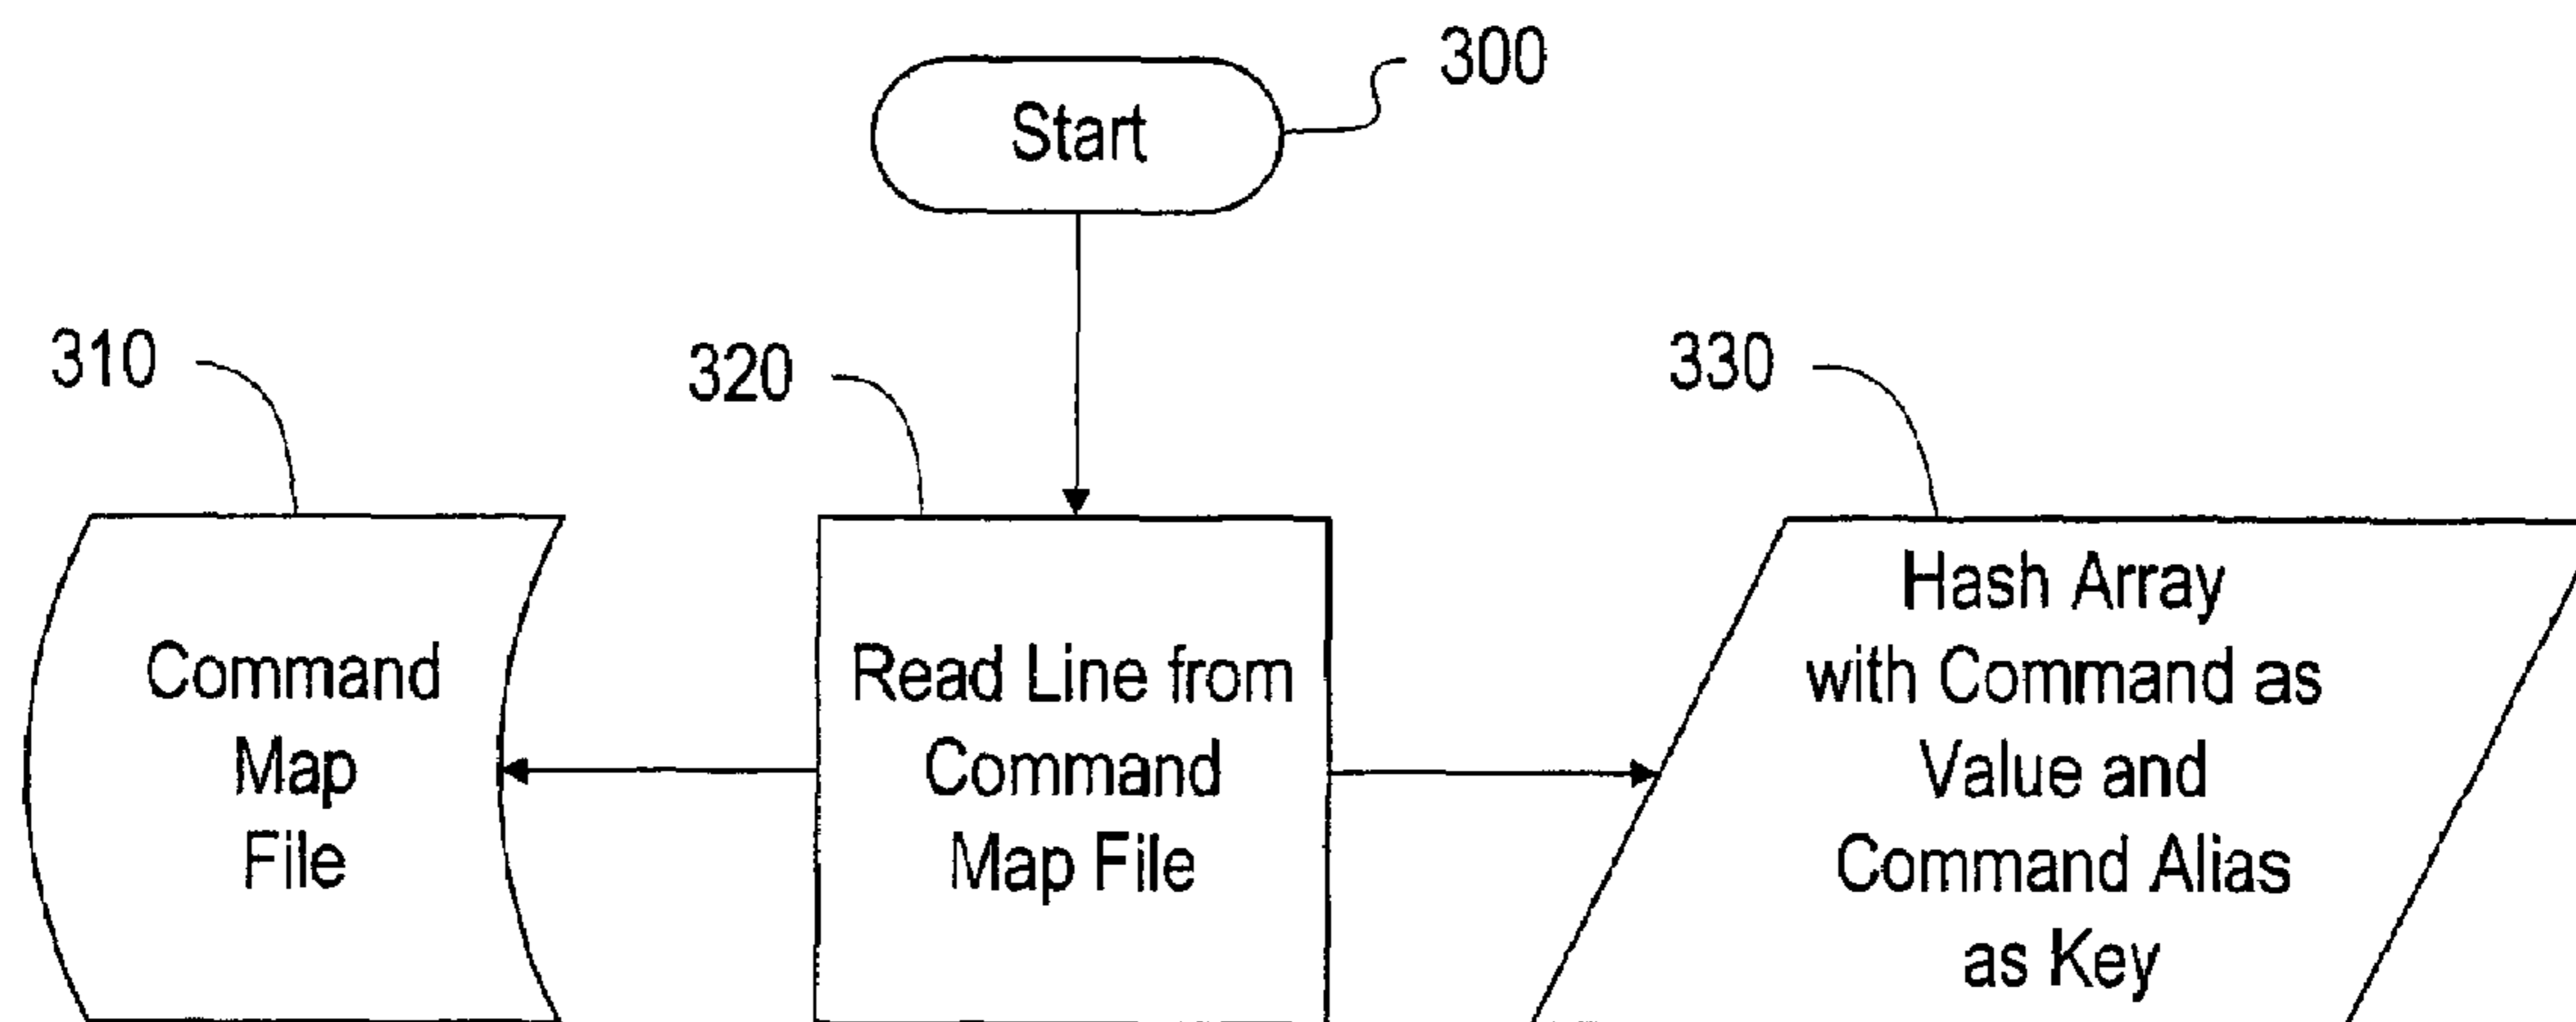 300
Start
310
320
330
Command
Map
File
Read Line from
Command
Map File
Hash Array
with Command as
Value and
Command Alias
as Key